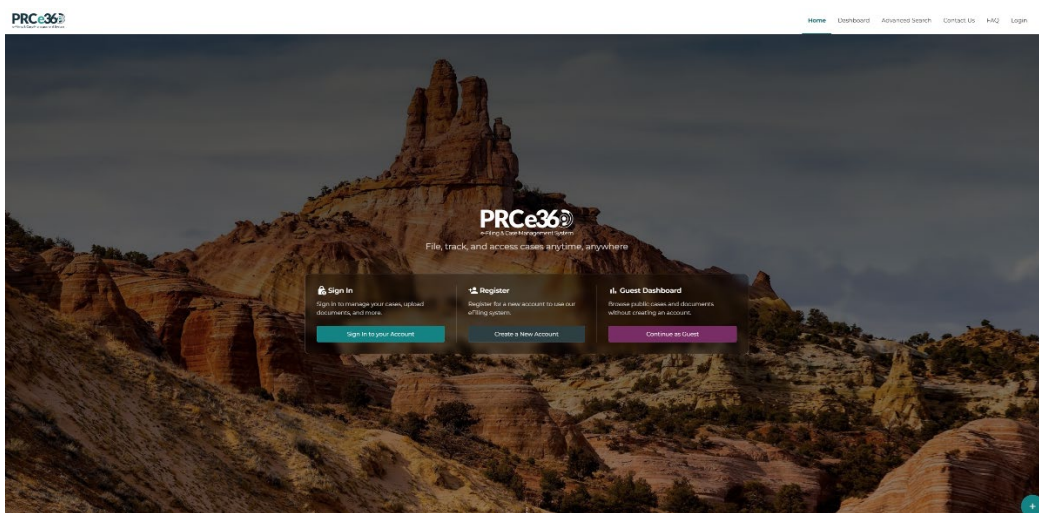 PRCe360
Home Dashboard Advanced Search Contact Us FAQ Login
PRCe360
e-Filing & Case Management System
File, track, and access cases anytime, anywhere
Sign In
Sign in to manage your cases, upload
documents, and more.
Sign In to your Account
Register
Register for a new account to use our
eFiling system.
Create a New Account
Guest Dashboard
Browse public cases and documents
without creating an account.
Continue as Guest
+